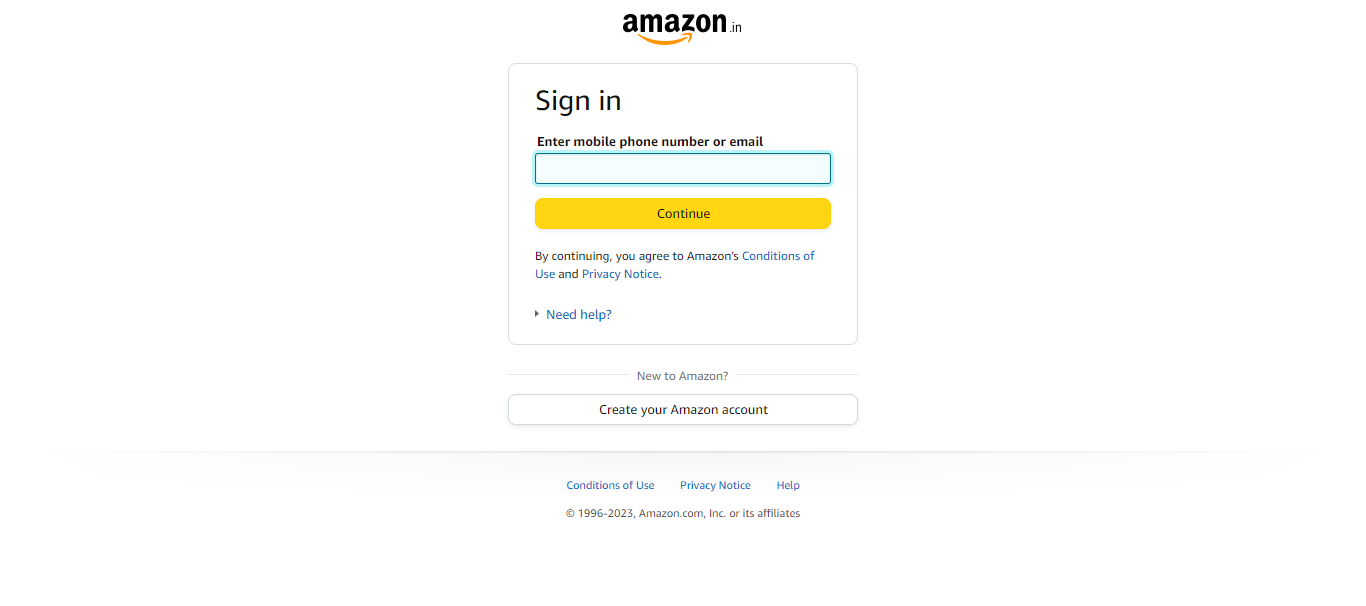 amazon.in
Sign in
Enter mobile phone number or email
Continue
By continuing, you agree to Amazon's Conditions of
Use and Privacy Notice.
Need help?
New to Amazon?
Create your Amazon account
Conditions of Use Privacy Notice Help
© 1996-2023, Amazon.com, Inc. or its affiliates